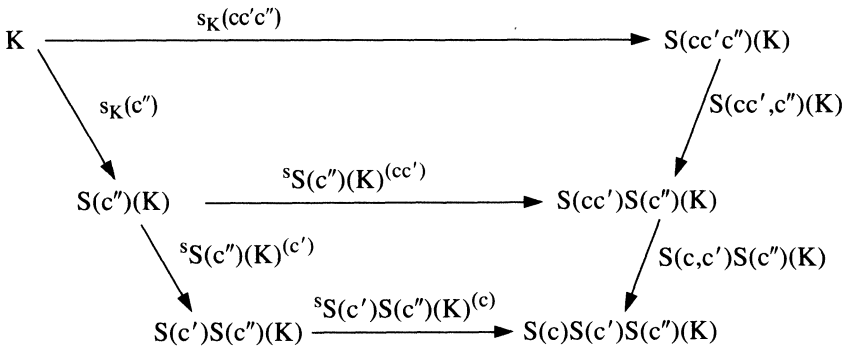 s_K(cc′c″)
K S(cc′c″)(K)
s_K(c″) S(cc′,c″)(K)
S(c″)(K) ^sS(c″)(K)^(cc′) S(cc′)S(c″)(K)
^sS(c″)(K)^(c′) S(c,c′)S(c″)(K)
S(c′)S(c″)(K) ^sS(c′)S(c″)(K)^(c) S(c)S(c′)S(c″)(K)